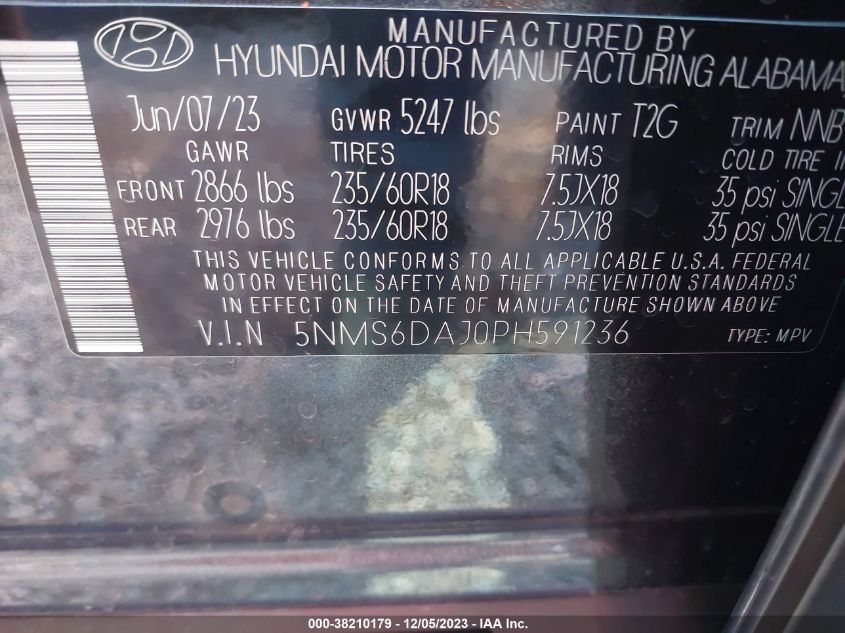 MANUFACTURED BY
HYUNDAI MOTOR MANUFACTURING ALABAMA,
Jun/07/23 GVWR 5247 lbs PAINT T2G TRIM NNB
GAWR TIRES RIMS COLD TIRE
FRONT 2866 lbs 235/60R18 7.5JX18 35 psi SINGLE
REAR 2976 lbs 235/60R18 7.5JX18 35 psi SINGLE
THIS VEHICLE CONFORMS TO ALL APPLICABLE U.S.A. FEDERAL
MOTOR VEHICLE SAFETY AND THEFT PREVENTION STANDARDS
IN EFFECT ON THE DATE OF MANUFACTURE SHOWN ABOVE
V.I.N 5NMS6DAJ0PH591236 TYPE: MPV
000-38210179 - 12/05/2023 - IAA Inc.